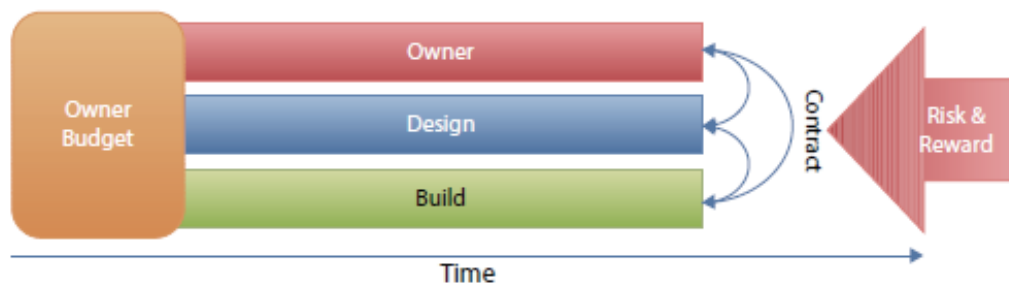 Owner
Budget
Owner
Design
Build
Contract
Risk &
Reward
Time